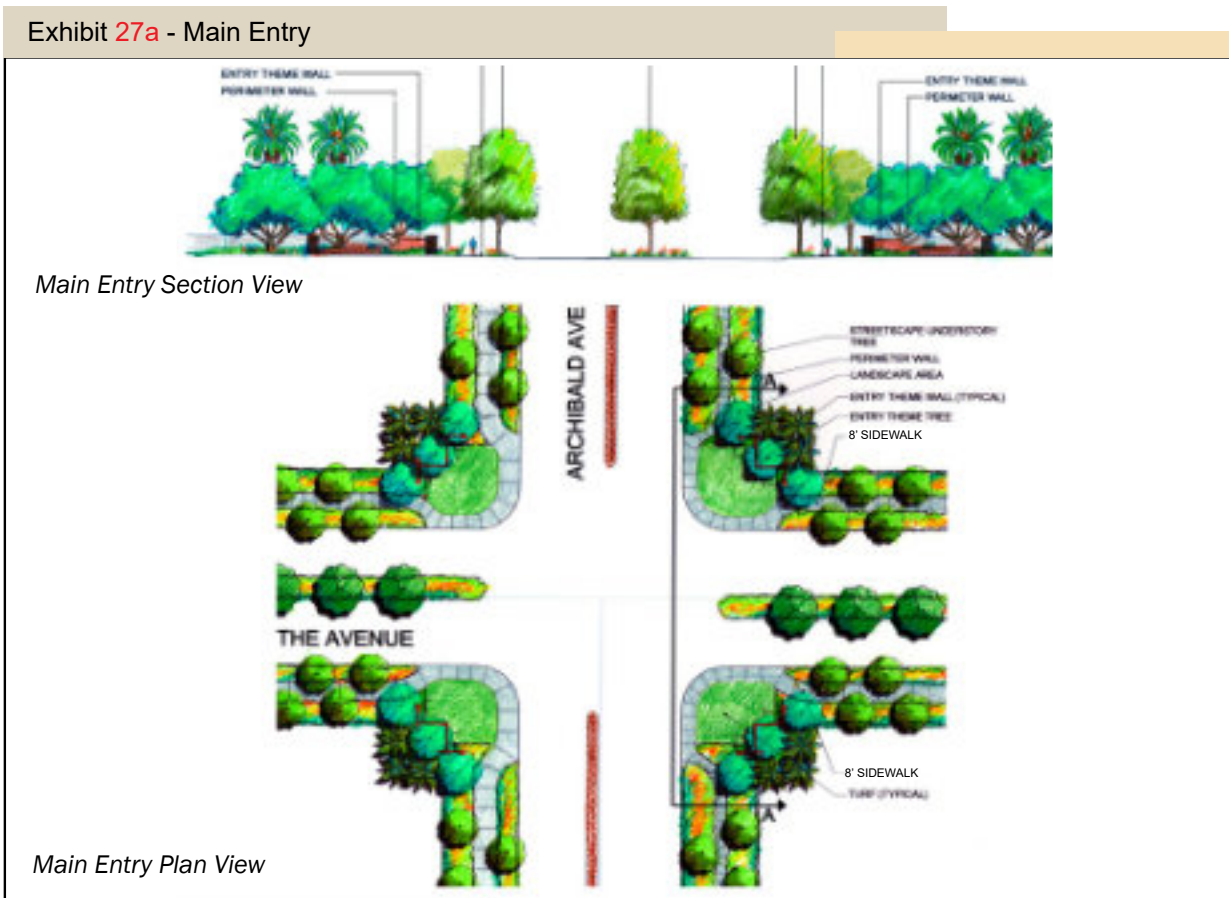 Exhibit 27a - Main Entry
ENTRY THEME WALL
PERIMETER WALL
ENTRY THEME WALL
PERIMETER WALL
Main Entry Section View
ARCHIBALD AVE
STREETSCAPE UNDERSTORY
TREE
PERIMETER WALL
A
LANDSCAPE AREA
ENTRY THEME WALL (TYPICAL)
ENTRY THEME TREE
8' SIDEWALK
THE AVENUE
8' SIDEWALK
TURF (TYPICAL)
A
Main Entry Plan View